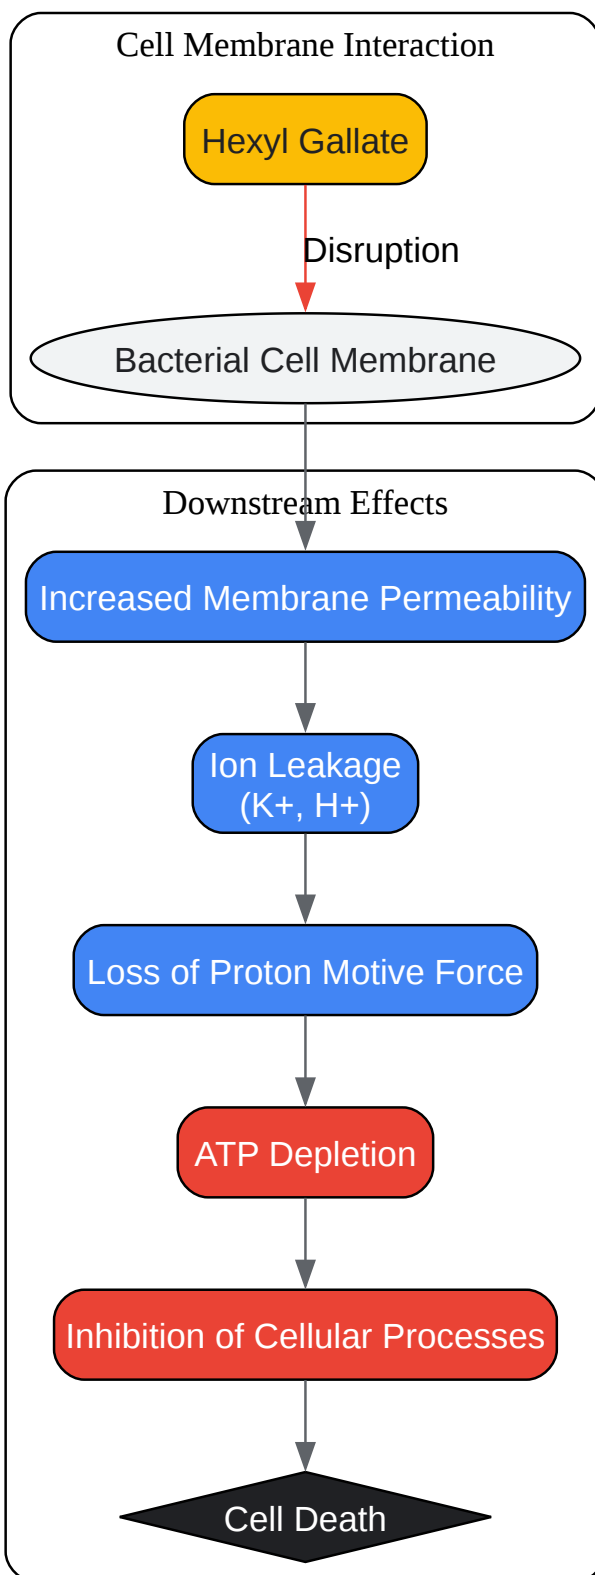 Cell Membrane Interaction
Hexyl Gallate
Disruption
Bacterial Cell Membrane
Downstream Effects
Increased Membrane Permeability
Ion Leakage
(K+, H+)
Loss of Proton Motive Force
ATP Depletion
Inhibition of Cellular Processes
Cell Death